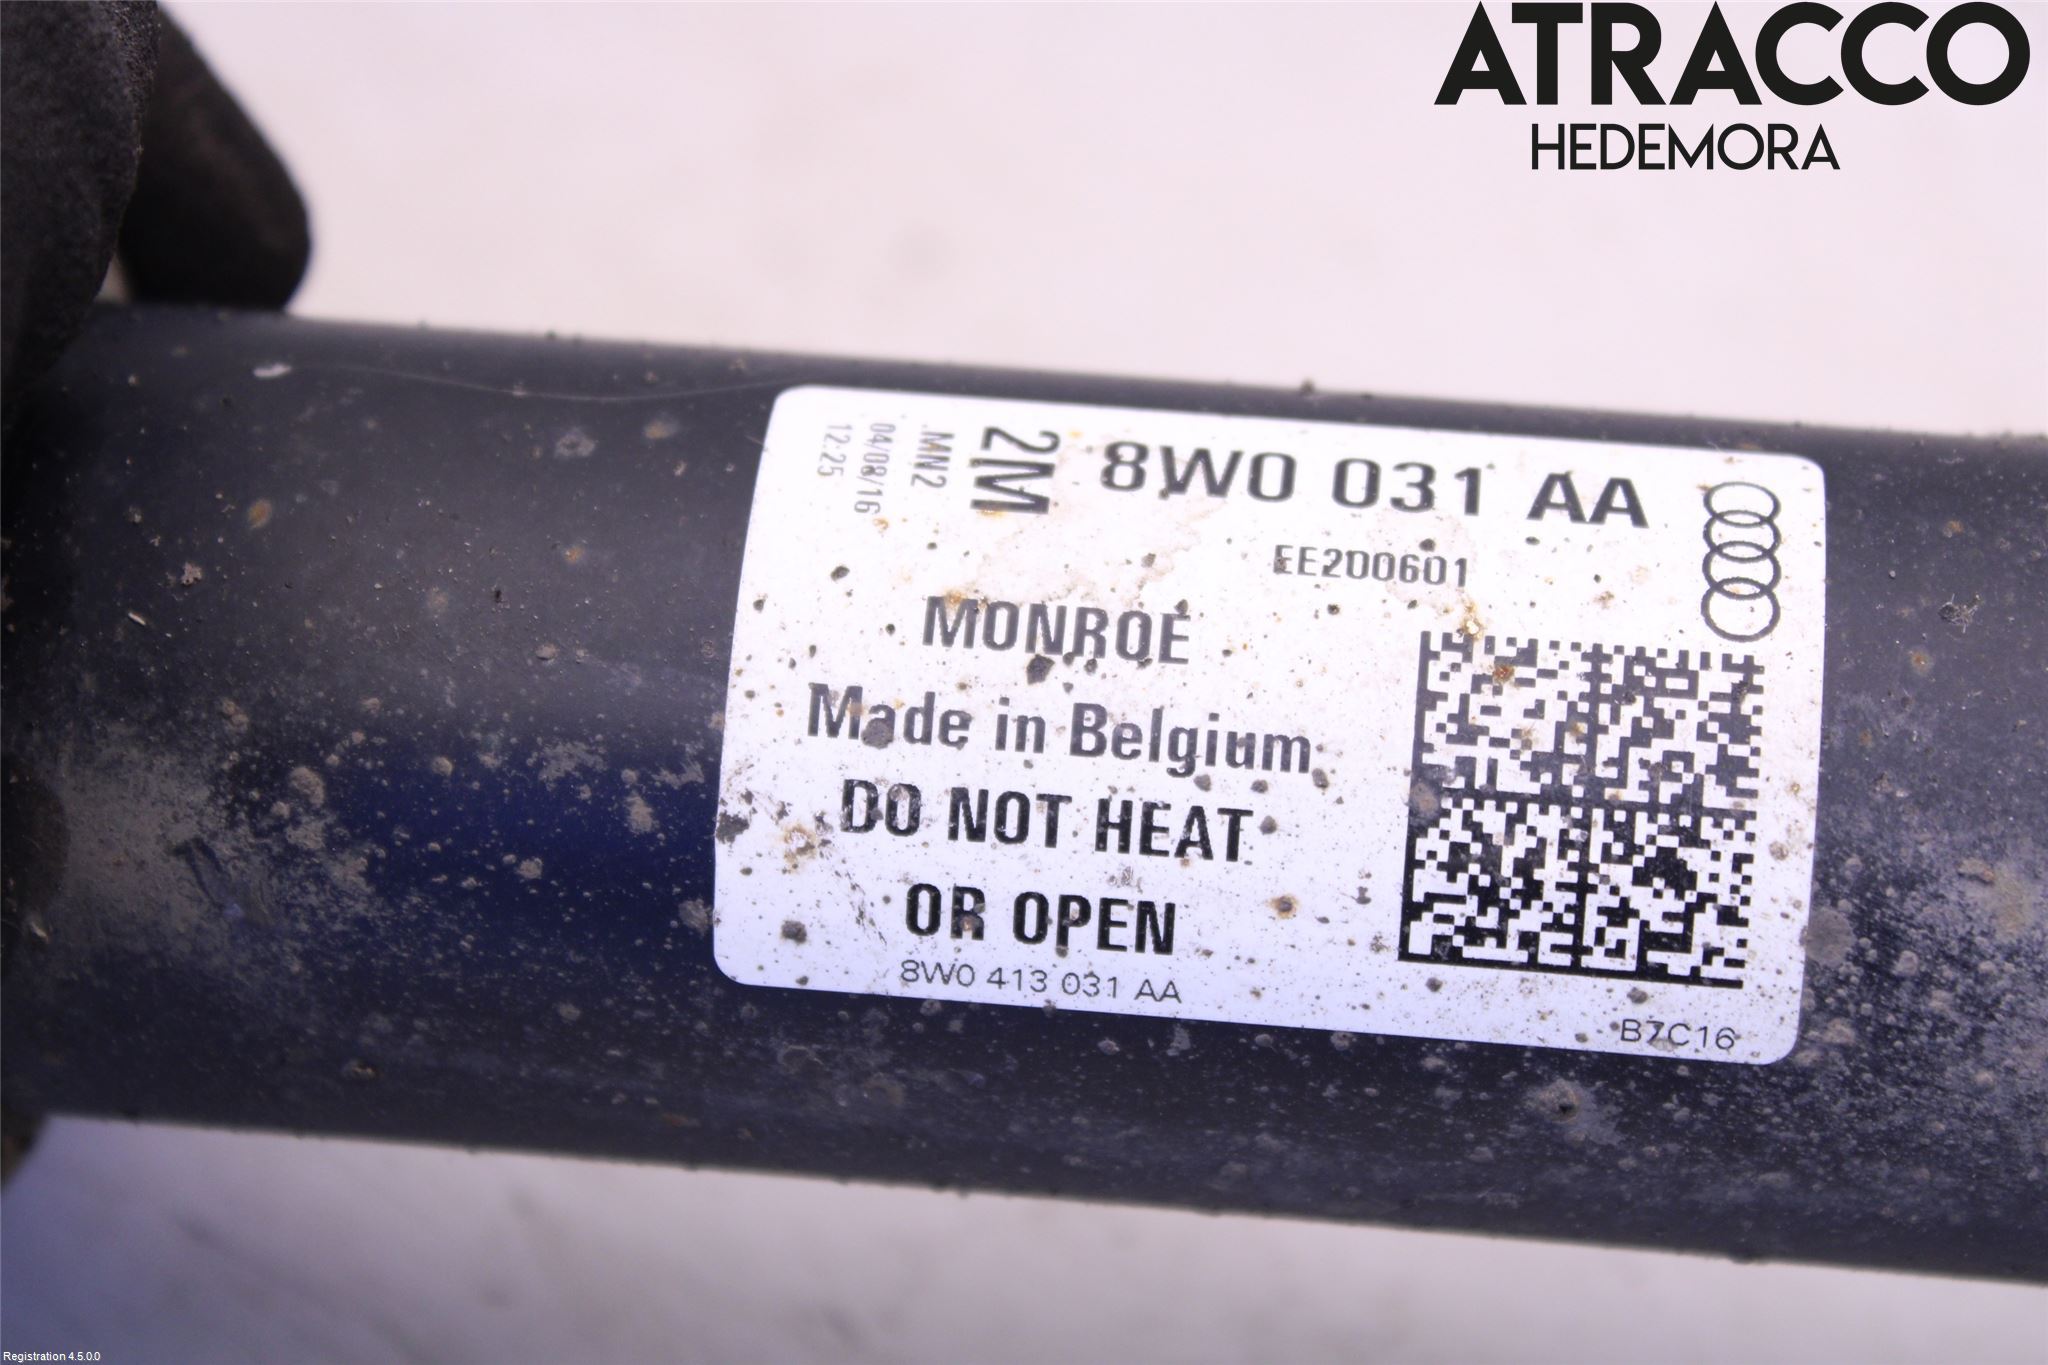 ATRACCO
HEDEMORA
8W0 031 AA
2M
.MN2
04/08/16
12:25
EE200601
MONROE
Made in Belgium
DO NOT HEAT
OR OPEN
8W0 413 031 AA
B7C16
Registration 4.5.0.0